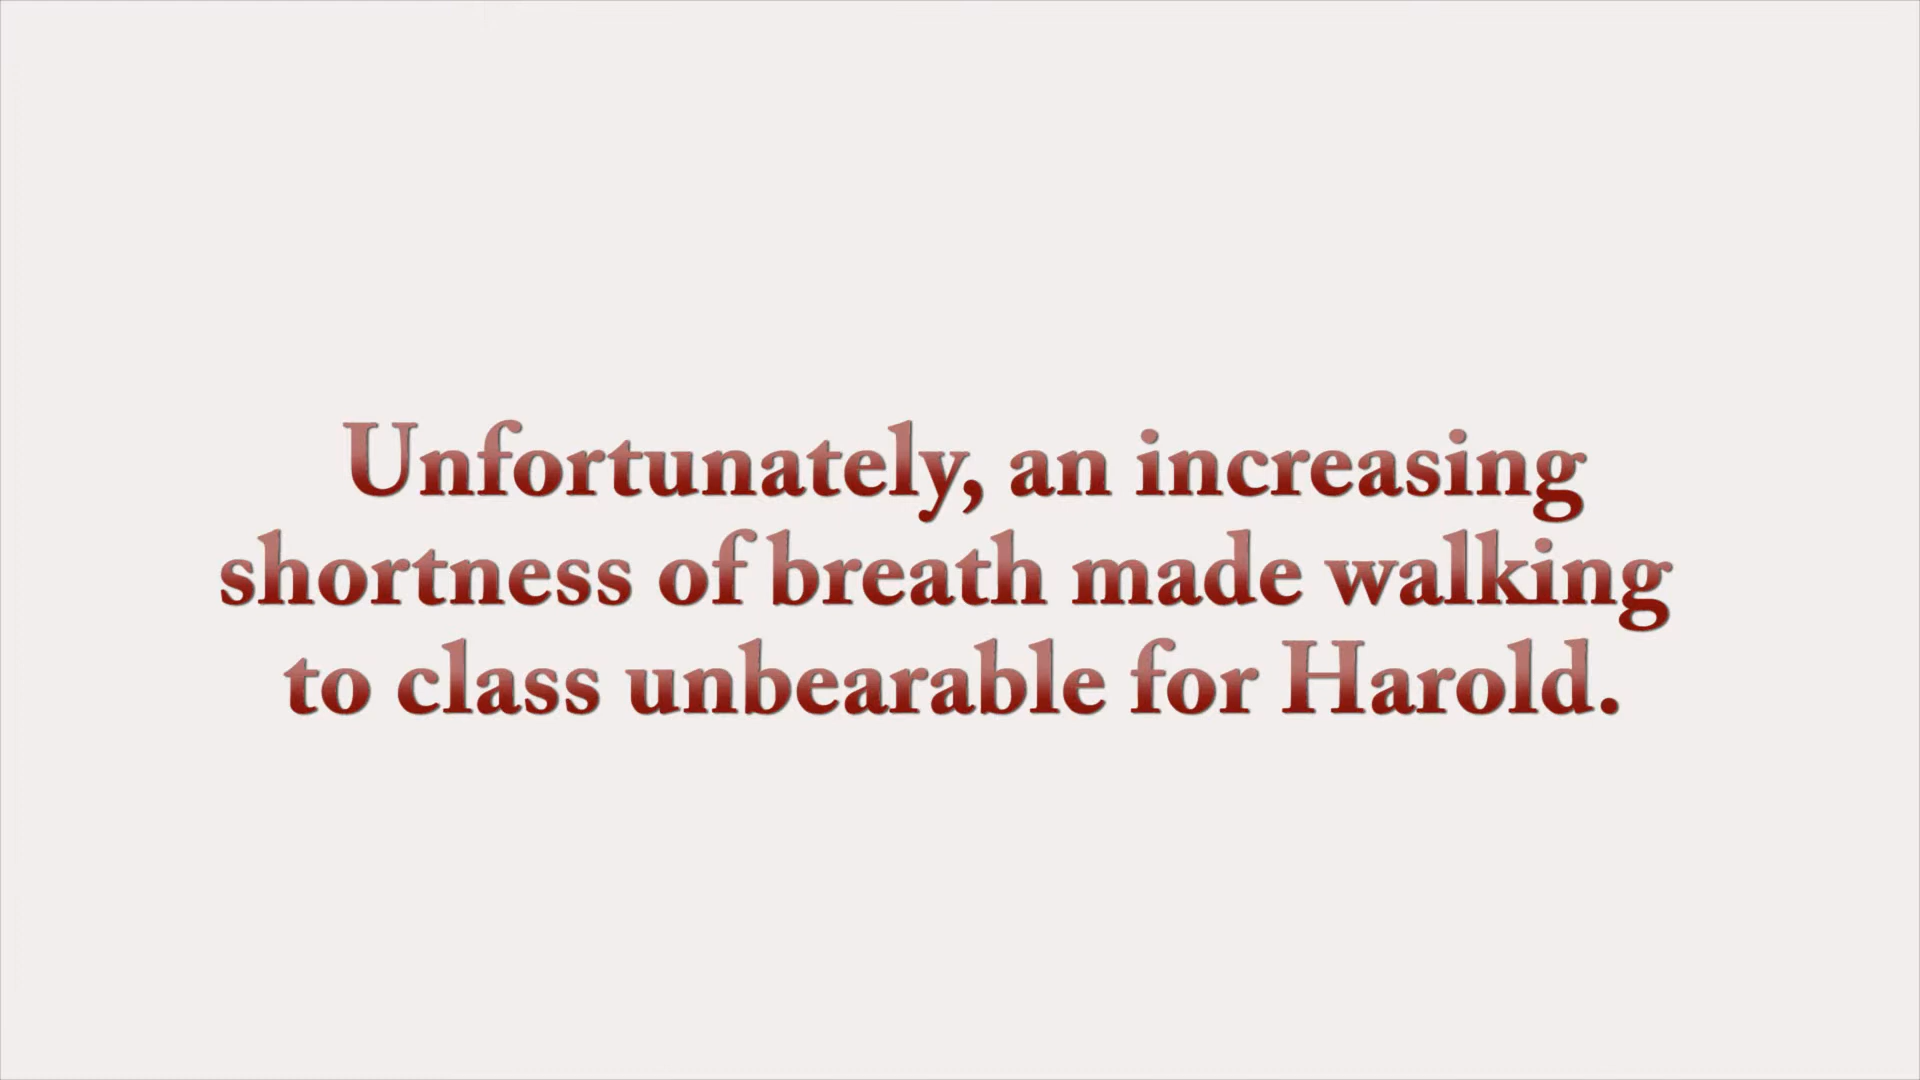 Unfortunately, an increasing
shortness of breath made walking
to class unbearable for Harold.